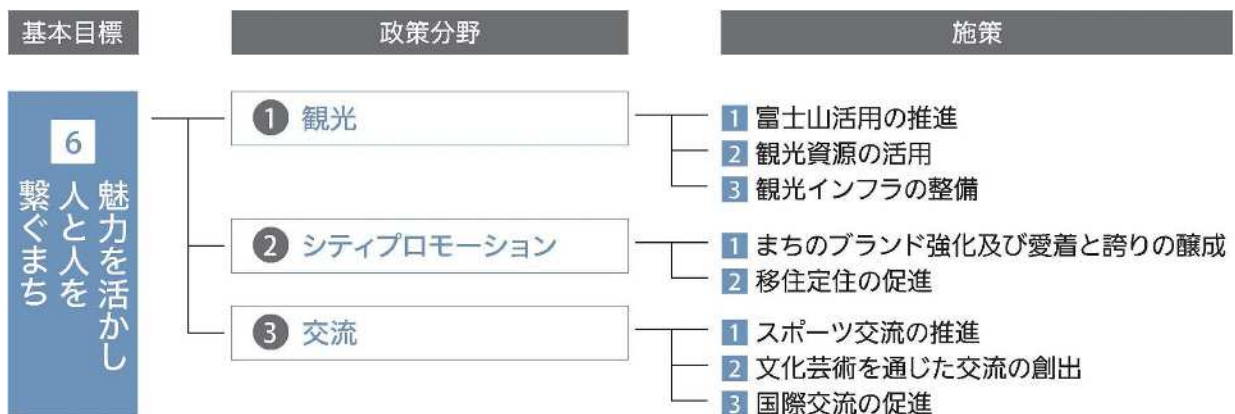 基本目標
政策分野
施策
6
魅力を活かし
人と人を
繋ぐまち
1 観光
1 富士山活用の推進
2 観光資源の活用
3 観光インフラの整備
2 シティプロモーション
1 まちのブランド強化及び愛着と誇りの醸成
2 移住定住の促進
3 交流
1 スポーツ交流の推進
2 文化芸術を通じた交流の創出
3 国際交流の促進